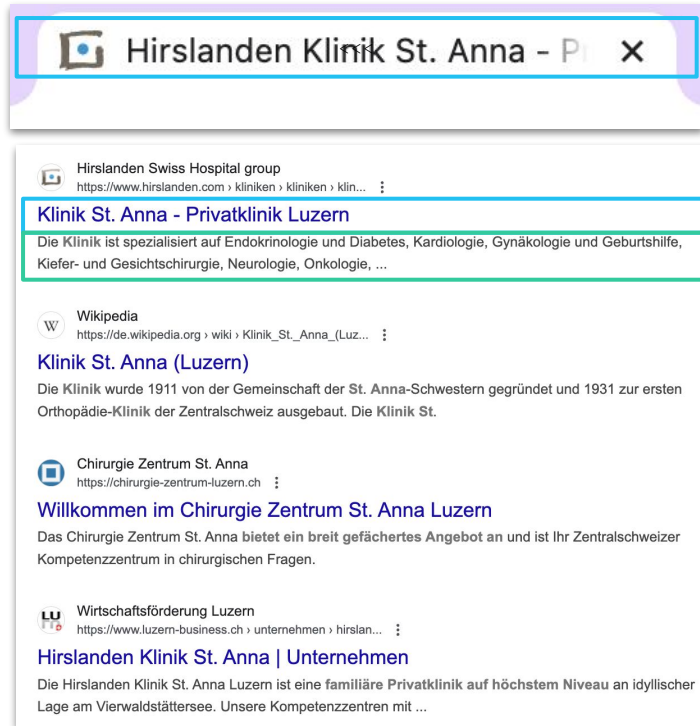 Hirslanden Klinik St. Anna - Pr ×
<<<
Hirslanden Swiss Hospital group
https://www.hirslanden.com › kliniken › kliniken › klin...
Klinik St. Anna - Privatklinik Luzern
Die Klinik ist spezialisiert auf Endokrinologie und Diabetes, Kardiologie, Gynäkologie und Geburtshilfe,
Kiefer- und Gesichtschirurgie, Neurologie, Onkologie, ...
W
Wikipedia
https://de.wikipedia.org › wiki › Klinik_St._Anna_(Luz...
Klinik St. Anna (Luzern)
Die Klinik wurde 1911 von der Gemeinschaft der St. Anna-Schwestern gegründet und 1931 zur ersten
Orthopädie-Klinik der Zentralschweiz ausgebaut. Die Klinik St.
Chirurgie Zentrum St. Anna
https://chirurgie-zentrum-luzern.ch
Willkommen im Chirurgie Zentrum St. Anna Luzern
Das Chirurgie Zentrum St. Anna bietet ein breit gefächertes Angebot an und ist Ihr Zentralschweizer
Kompetenzzentrum in chirurgischen Fragen.
LU
Wirtschaftsförderung Luzern
https://www.luzern-business.ch › unternehmen › hirslan...
Hirslanden Klinik St. Anna | Unternehmen
Die Hirslanden Klinik St. Anna Luzern ist eine familiäre Privatklinik auf höchstem Niveau an idyllischer
Lage am Vierwaldstättersee. Unsere Kompetenzzentren mit ...